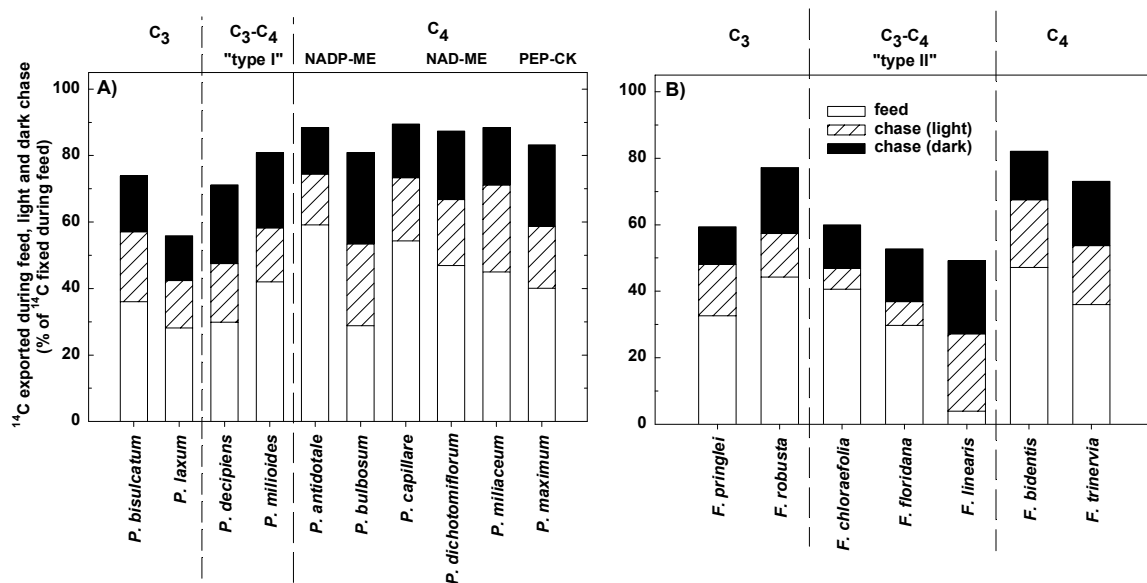 C3
C3-C4
"type I"
C4
NADP-ME
NAD-ME
PEP-CK
A)
14C exported during feed, light and dark chase
(% of 14C fixed during feed)
100
80
60
40
20
0
P. bisulcatum
P. laxum
P. decipiens
P. milioides
P. antidotale
P. bulbosum
P. capillare
P. dichotomiflorum
P. miliaceum
P. maximum
C3
C3-C4
"type II"
C4
B)
feed
chase (light)
chase (dark)
100
80
60
40
20
0
F. pringlei
F. robusta
F. chloraefolia
F. floridana
F. linearis
F. bidentis
F. trinervia